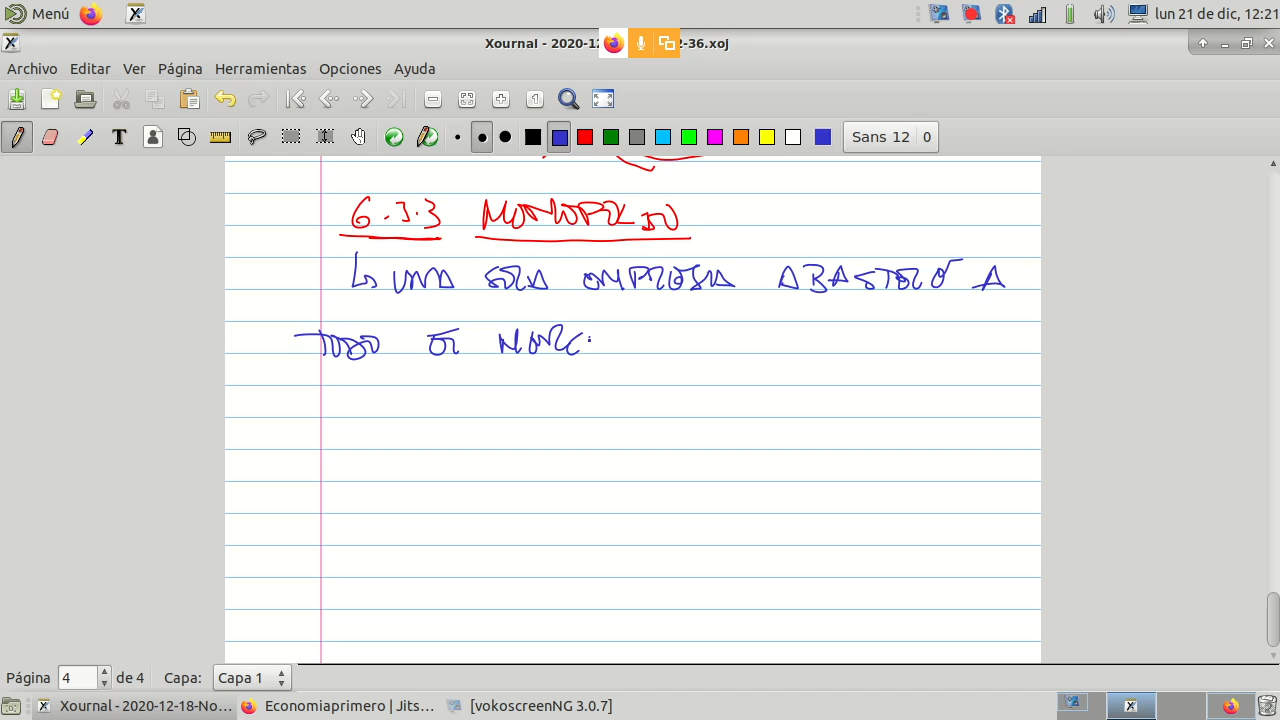 Menú lun 21 de dic, 12:21
Xournal - 2020-12 2-36.xoj
Archivo Editar Ver Página Herramientas Opciones Ayuda
Sans 12 0
6.3.3 MONOPOLIO
↳ UNA SOLA EMPRESA ABASTECE A
TODO EL MERC
Página 4 de 4 Capa: Capa 1
Xournal - 2020-12-18-No... Economiaprimero | Jits... [vokoscreenNG 3.0.7]